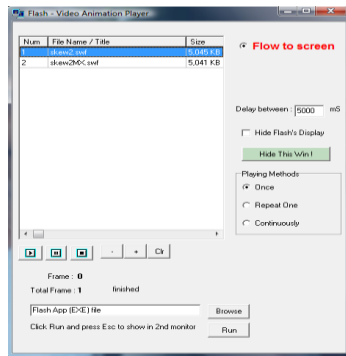 Flash - Video Animation Player
Num File Name / Title Size
1 skew2.swf 5,045 KB
2 skew2MX.swf 5,041 KB
Flow to screen
Delay between : 5000 mS
Hide Flash's Display
Hide This Win !
Playing Methods
Once
Repeat One
Continuously
- + Clr
Frame : 0
Total Frame : 1 finished
Flash App (EXE) file Browse
Click Run and press Esc to show in 2nd monitor Run